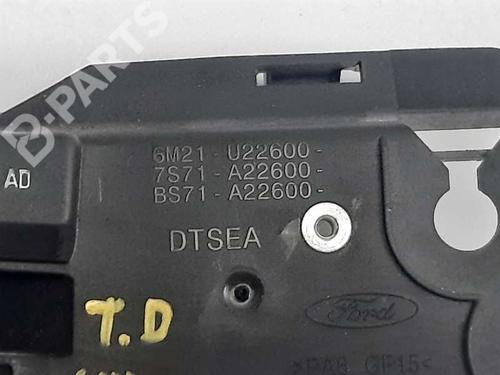 B-PARTS
6M21 - U22600 -
7S71 - A22600 -
BS71 - A22600 -
AD
DTSEA
T.D
Ford